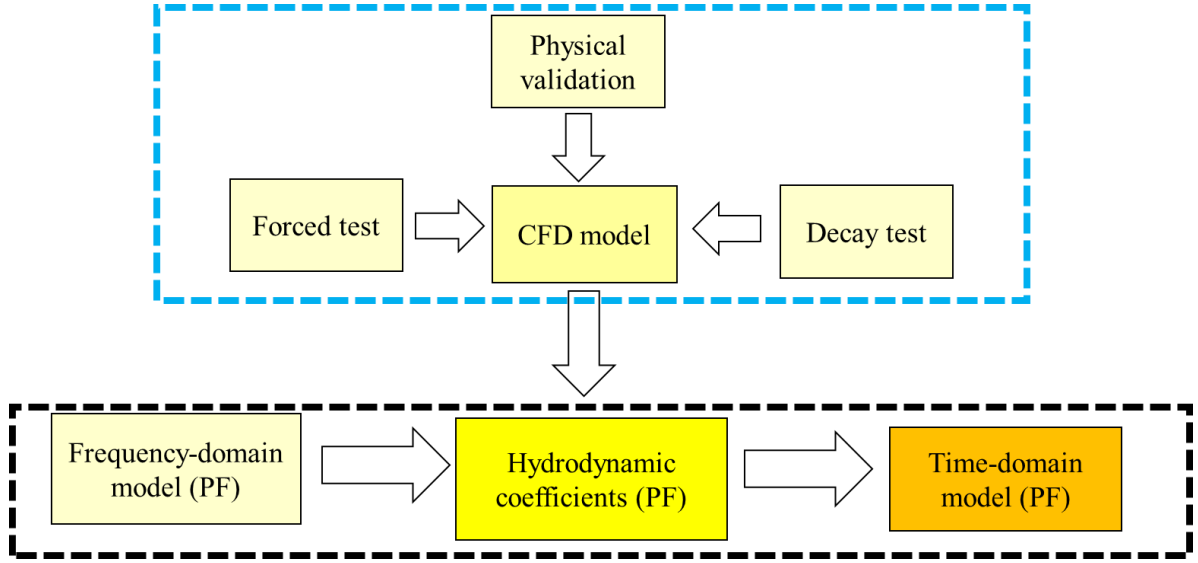 Physical
validation
Forced test
CFD model
Decay test
Frequency-domain
model (PF)
Hydrodynamic
coefficients (PF)
Time-domain
model (PF)